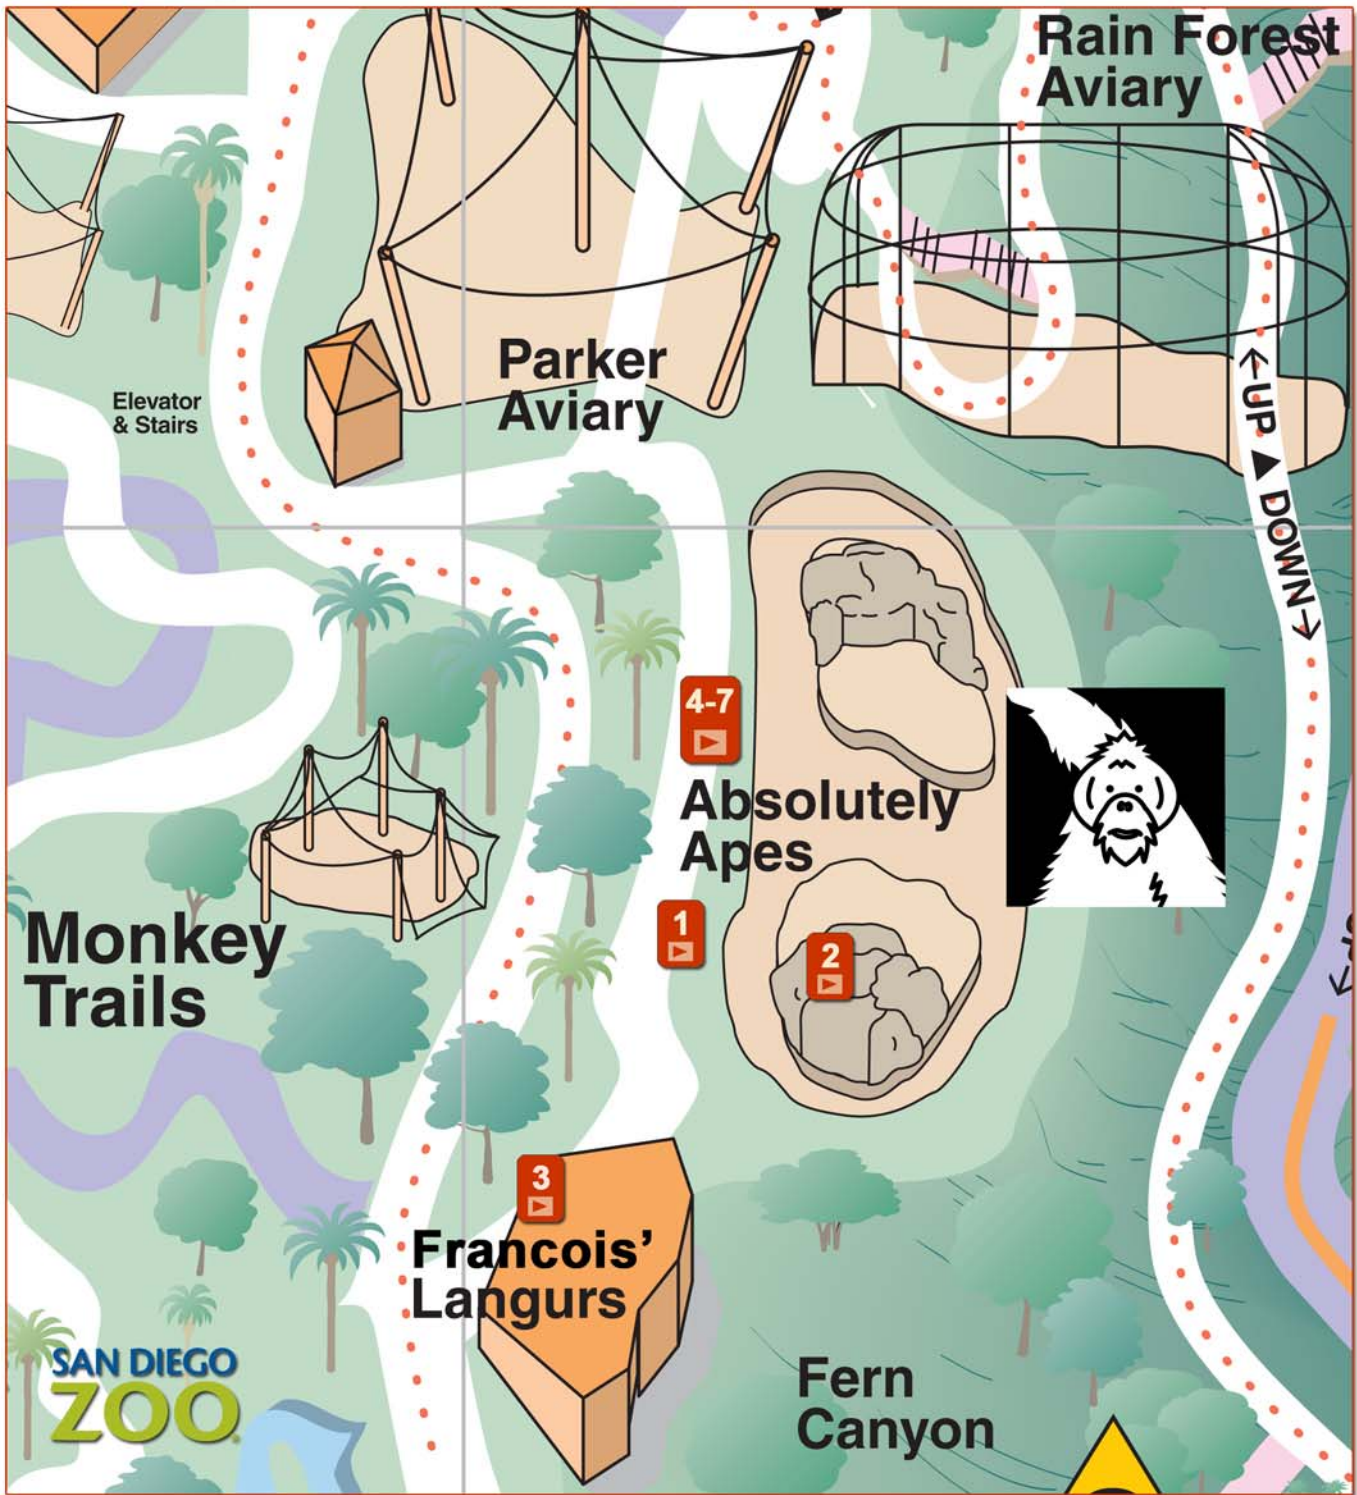 Rain Forest
Aviary
Parker
Aviary
Elevator
& Stairs
←UP ▲ DOWN→
4-7
Absolutely
Apes
1
2
Monkey
Trails
3
Francois’
Langurs
SAN DIEGO
ZOO
Fern
Canyon